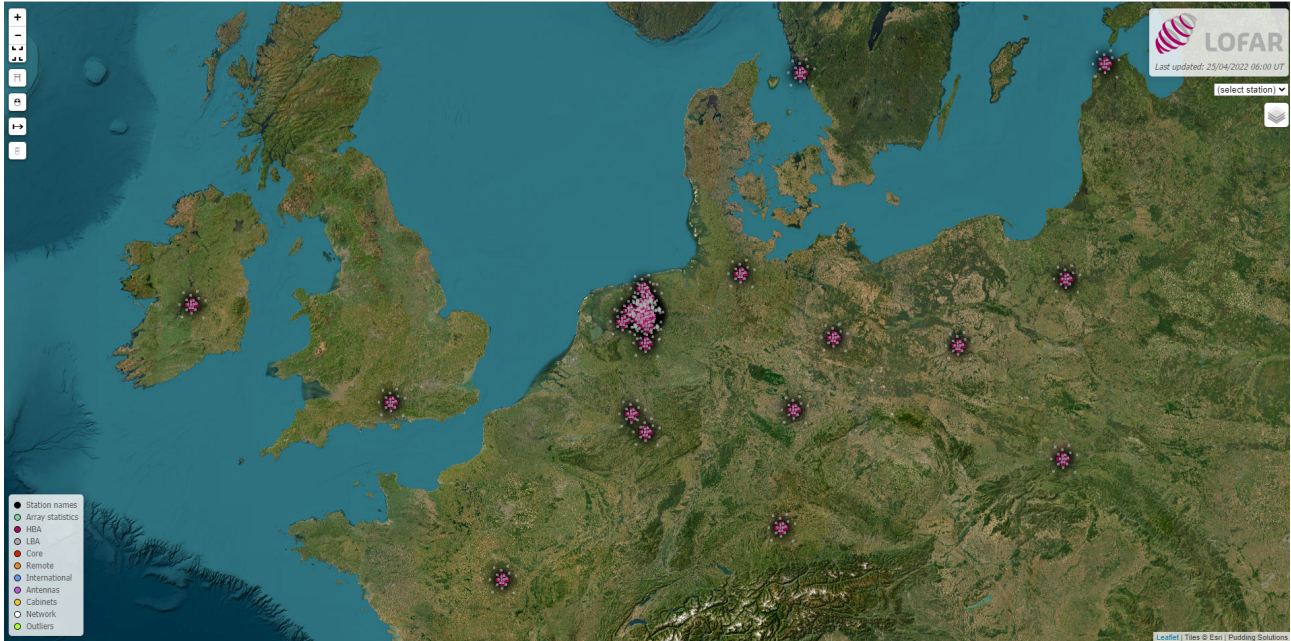 +
−
LOFAR
Last updated: 25/04/2022 06:00 UT
(select station)
Station names
Array statistics
HBA
LBA
Core
Remote
International
Antennas
Cabinets
Network
Outliers
Leaflet | Tiles © Esri | Pudding Solutions